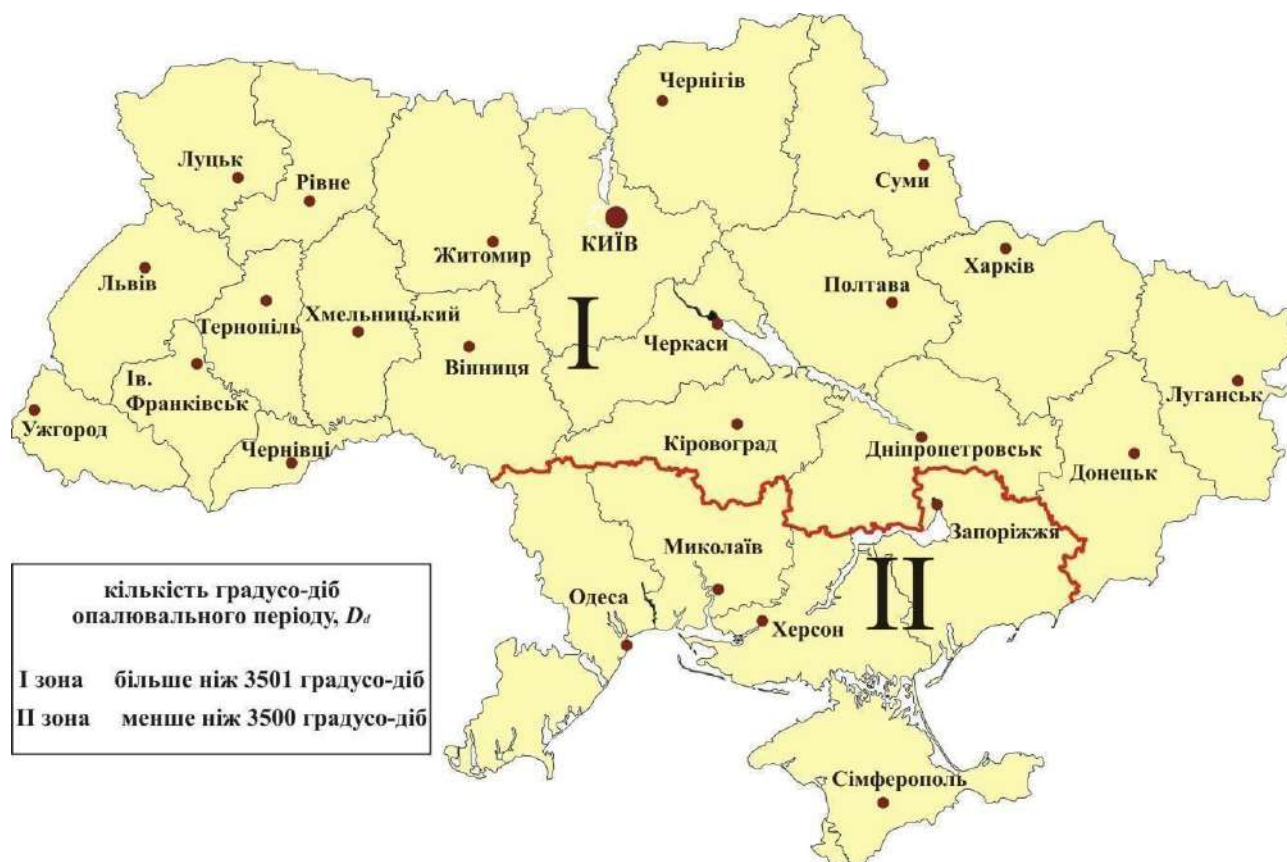 Чернігів
Луцьк
Рівне
Суми
КИЇВ
Житомир
Харків
Львів
Полтава
Тернопіль
Хмельницький
I
Черкаси
Вінниця
Ів.
Франківськ
Луганськ
Ужгород
Кіровоград
Дніпропетровськ
Чернівці
Донецьк
Запоріжжя
Миколаїв
II
Одеса
Херсон
кількість градусо-діб
опалювального періоду, Dd
I зона більше ніж 3501 градусо-діб
II зона менше ніж 3500 градусо-діб
Сімферополь